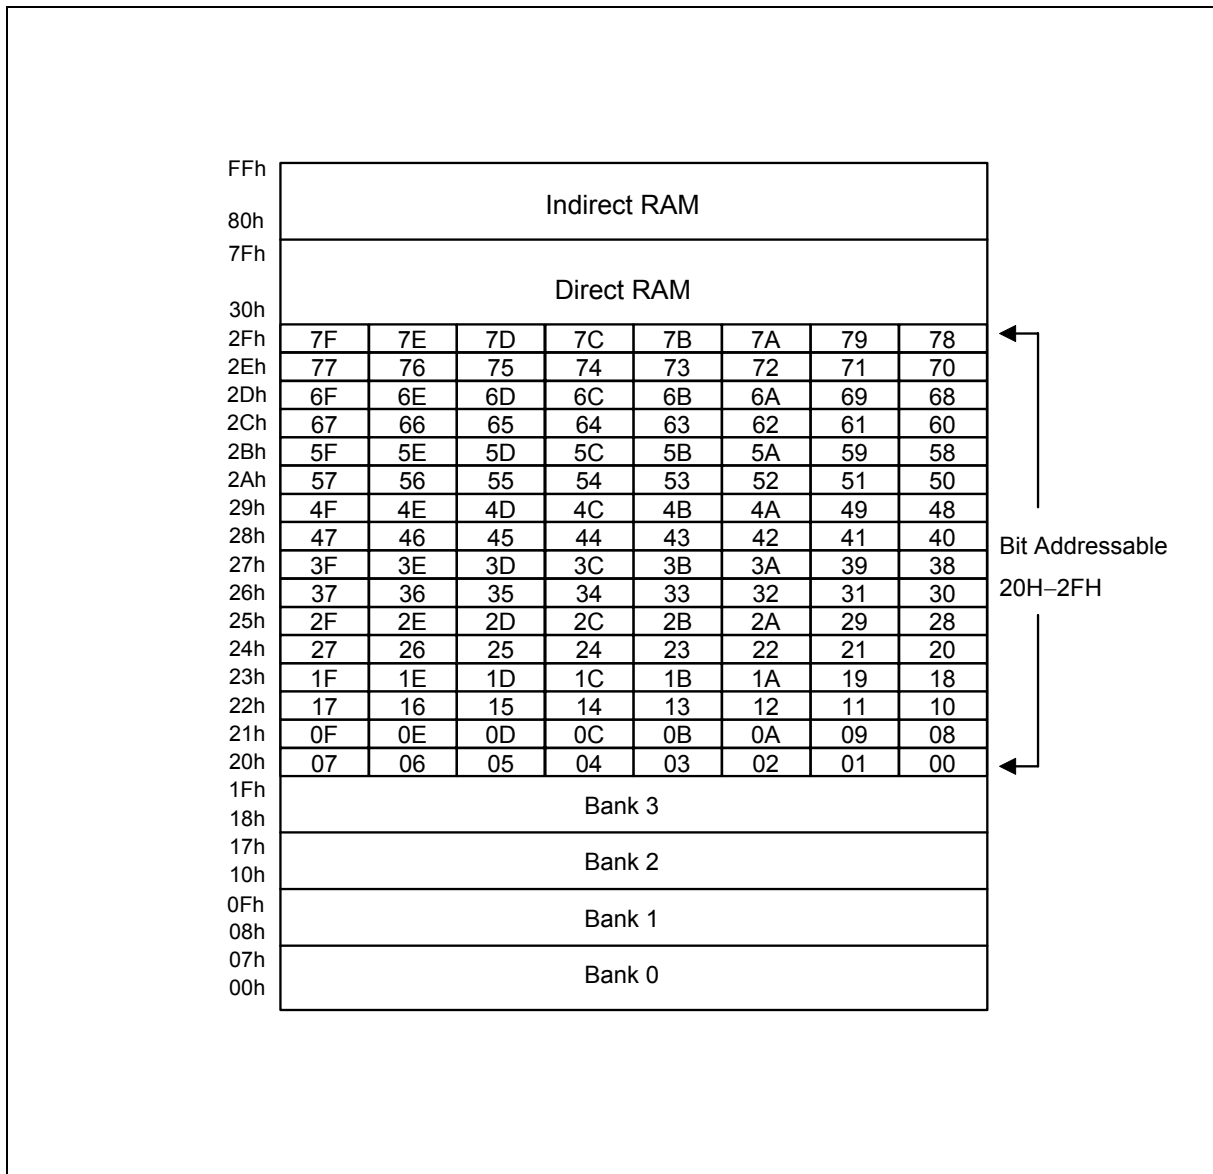 FFh
Indirect RAM
80h
7Fh
Direct RAM
30h
2Fh 7F 7E 7D 7C 7B 7A 79 78
2Eh 77 76 75 74 73 72 71 70
2Dh 6F 6E 6D 6C 6B 6A 69 68
2Ch 67 66 65 64 63 62 61 60
2Bh 5F 5E 5D 5C 5B 5A 59 58
2Ah 57 56 55 54 53 52 51 50
29h 4F 4E 4D 4C 4B 4A 49 48
28h 47 46 45 44 43 42 41 40
Bit Addressable
27h 3F 3E 3D 3C 3B 3A 39 38
26h 37 36 35 34 33 32 31 30
20H–2FH
25h 2F 2E 2D 2C 2B 2A 29 28
24h 27 26 25 24 23 22 21 20
23h 1F 1E 1D 1C 1B 1A 19 18
22h 17 16 15 14 13 12 11 10
21h 0F 0E 0D 0C 0B 0A 09 08
20h 07 06 05 04 03 02 01 00
1Fh
Bank 3
18h
17h
Bank 2
10h
0Fh
Bank 1
08h
07h
Bank 0
00h